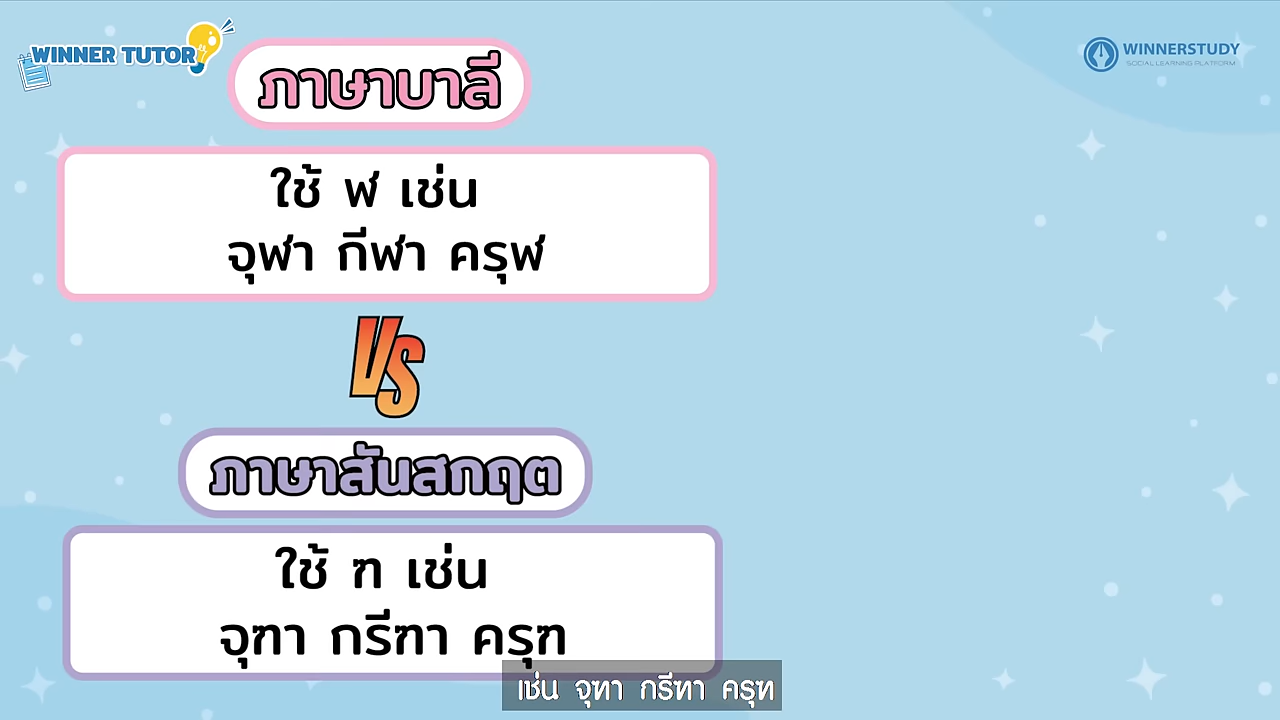 WINNER TUTOR
WINNERSTUDY
SOCIAL LEARNING PLATFORM
ภาษาบาลี
ใช้ ฬ เช่น
จุฬา กีฬา ครุฬ
VS
ภาษาสันสกฤต
ใช้ ฑ เช่น
จุฑา กรีฑา ครุฑ
เช่น จุฑา กรีฑา ครุฑ